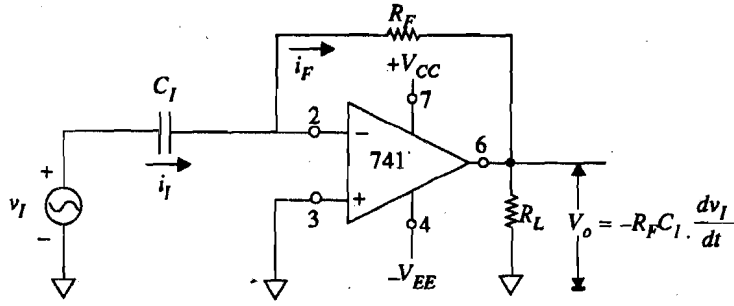 R_F
i_F
+V_CC
C_I
7
2
−
6
741
i_I
+
v_I
−
3
+
4
R_L
V_o = −R_F C_I . dv_I / dt
−V_EE